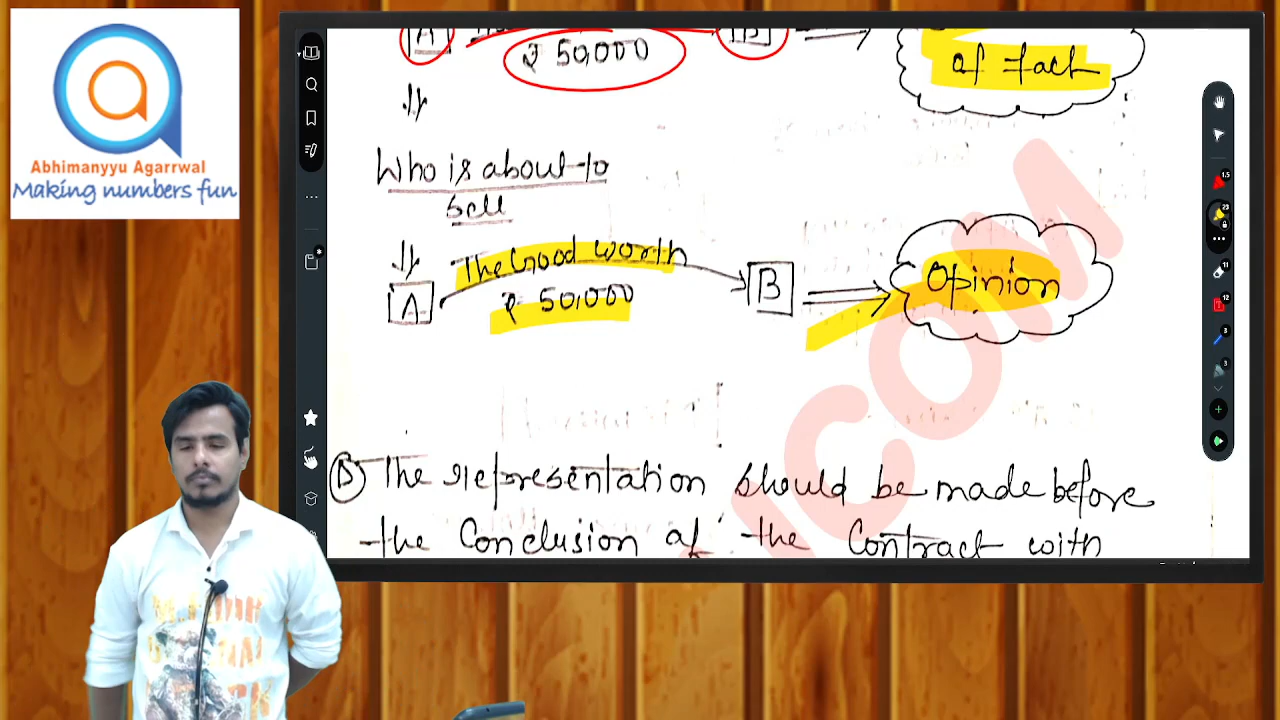 Abhimanyyu Agarrwal
Making numbers fun
A
B
₹ 50,000
of fact
Who is about to
Sell
The Good worth
A
₹ 50,000
B
Opinion
ICOM
B The representation should be made before
the Conclusion of the Contract with